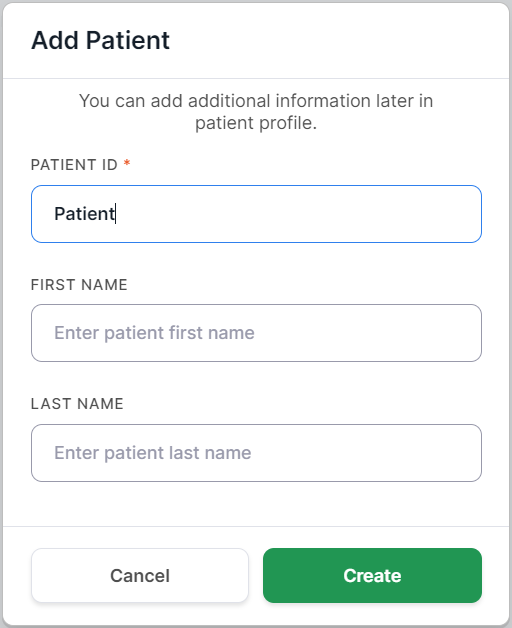 Add Patient
You can add additional information later in
patient profile.
PATIENT ID *
Patient
FIRST NAME
Enter patient first name
LAST NAME
Enter patient last name
Cancel
Create